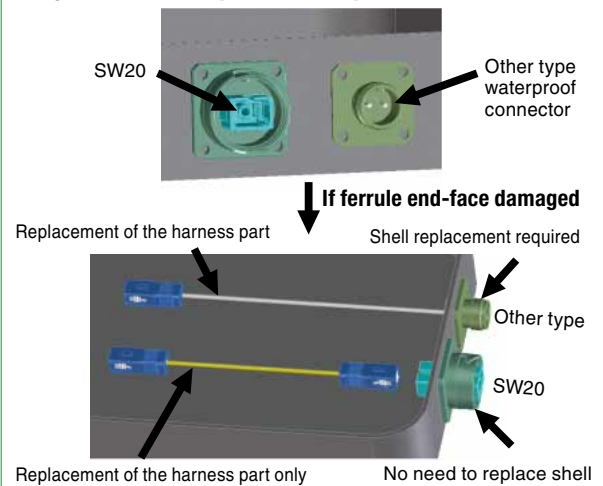 SW20
Other type
waterproof
connector
If ferrule end-face damaged
Replacement of the harness part
Shell replacement required
Other type
SW20
Replacement of the harness part only
No need to replace shell